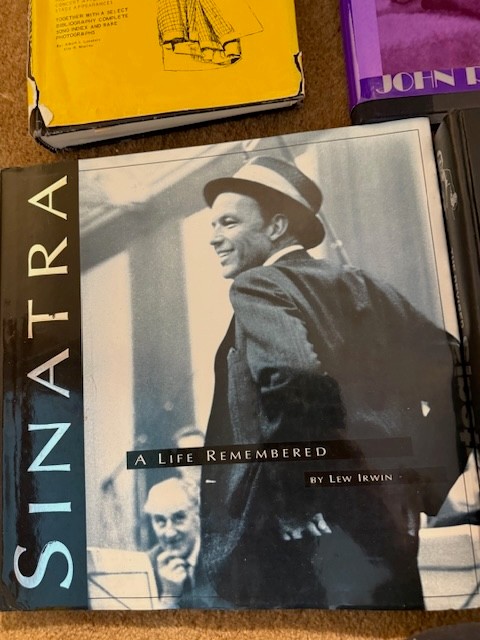 TOGETHER WITH A SELECT
BIBLIOGRAPHY, COMPLETE
SONG INDEX AND RARE
PHOTOGRAPHS
JOHN R
SINATRA
A LIFE REMEMBERED
BY LEW IRWIN